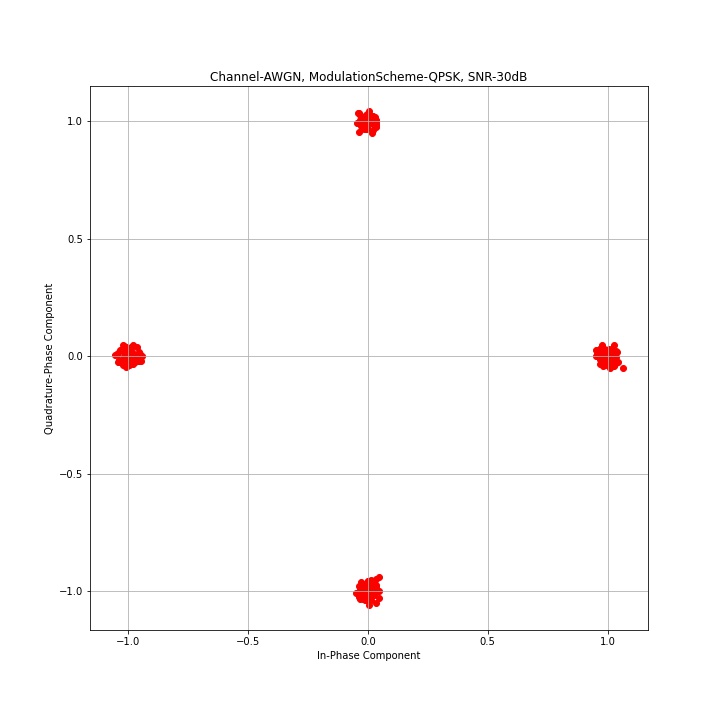 Channel-AWGN, ModulationScheme-QPSK, SNR-30dB
1.0
0.5
0.0
−0.5
−1.0
Quadrature-Phase Component
−1.0 −0.5 0.0 0.5 1.0
In-Phase Component